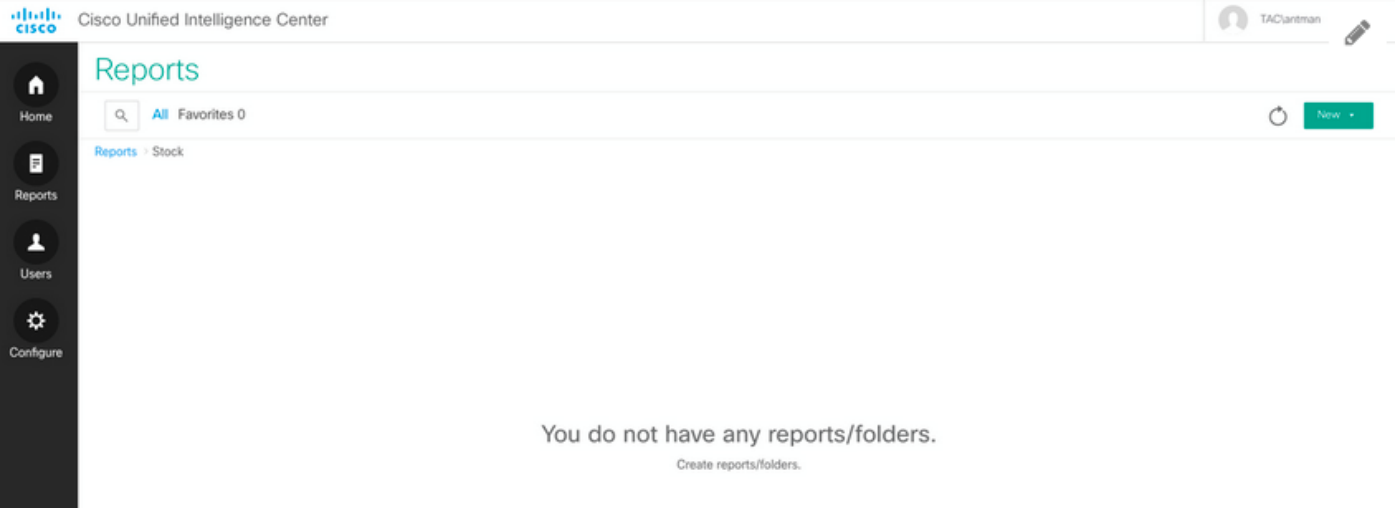 CISCO Cisco Unified Intelligence Center TAC\antman
Reports
Home
All Favorites 0 New
Reports > Stock
Reports
Users
Configure
You do not have any reports/folders.
Create reports/folders.